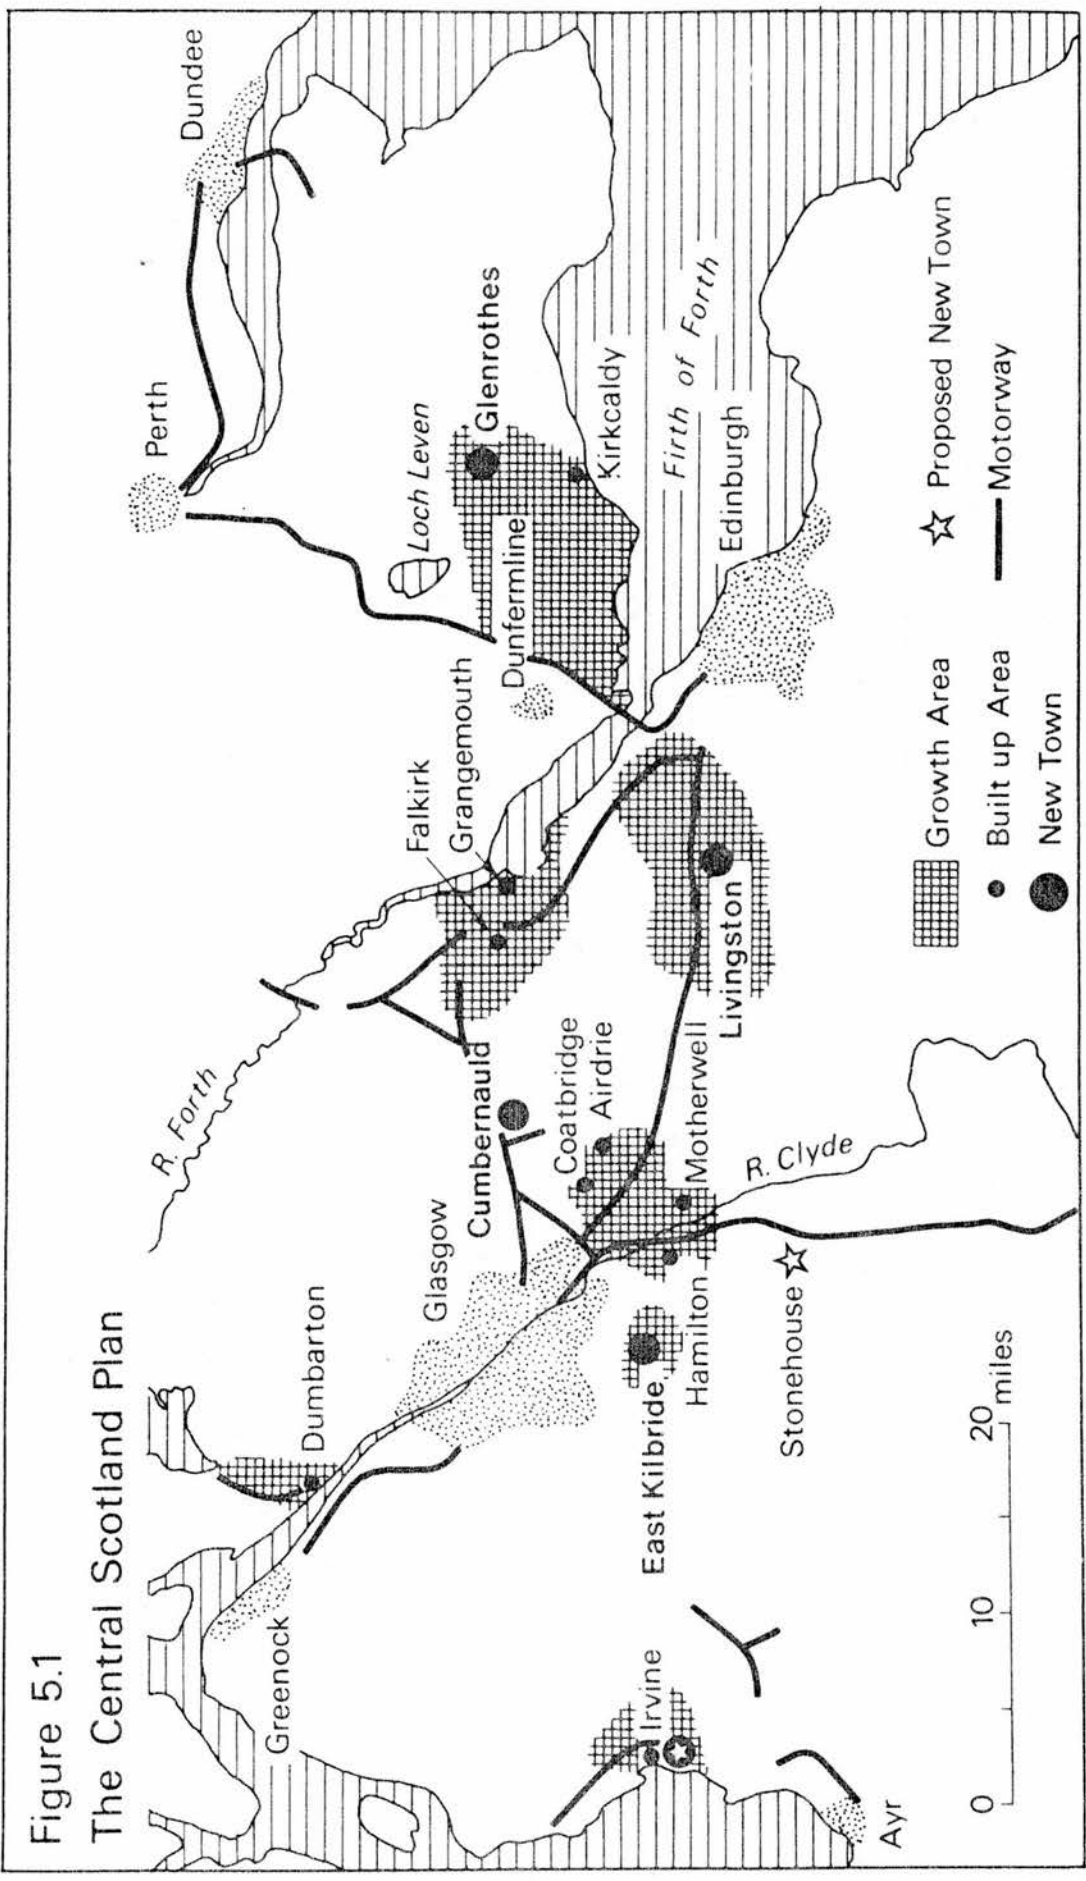 Figure 5.1
The Central Scotland Plan
Dundee
Perth
Loch Leven
Glenrothes
Kirkcaldy
Dunfermline
Firth of Forth
Edinburgh
Grangemouth
Falkirk
R. Forth
Cumbernauld
Coatbridge
Airdrie
Livingston
Motherwell
R. Clyde
Glasgow
Dumbarton
Greenock
Hamilton
East Kilbride
Stonehouse
Irvine
Ayr
0 10 20 miles
Growth Area
Built up Area
New Town
Proposed New Town
Motorway